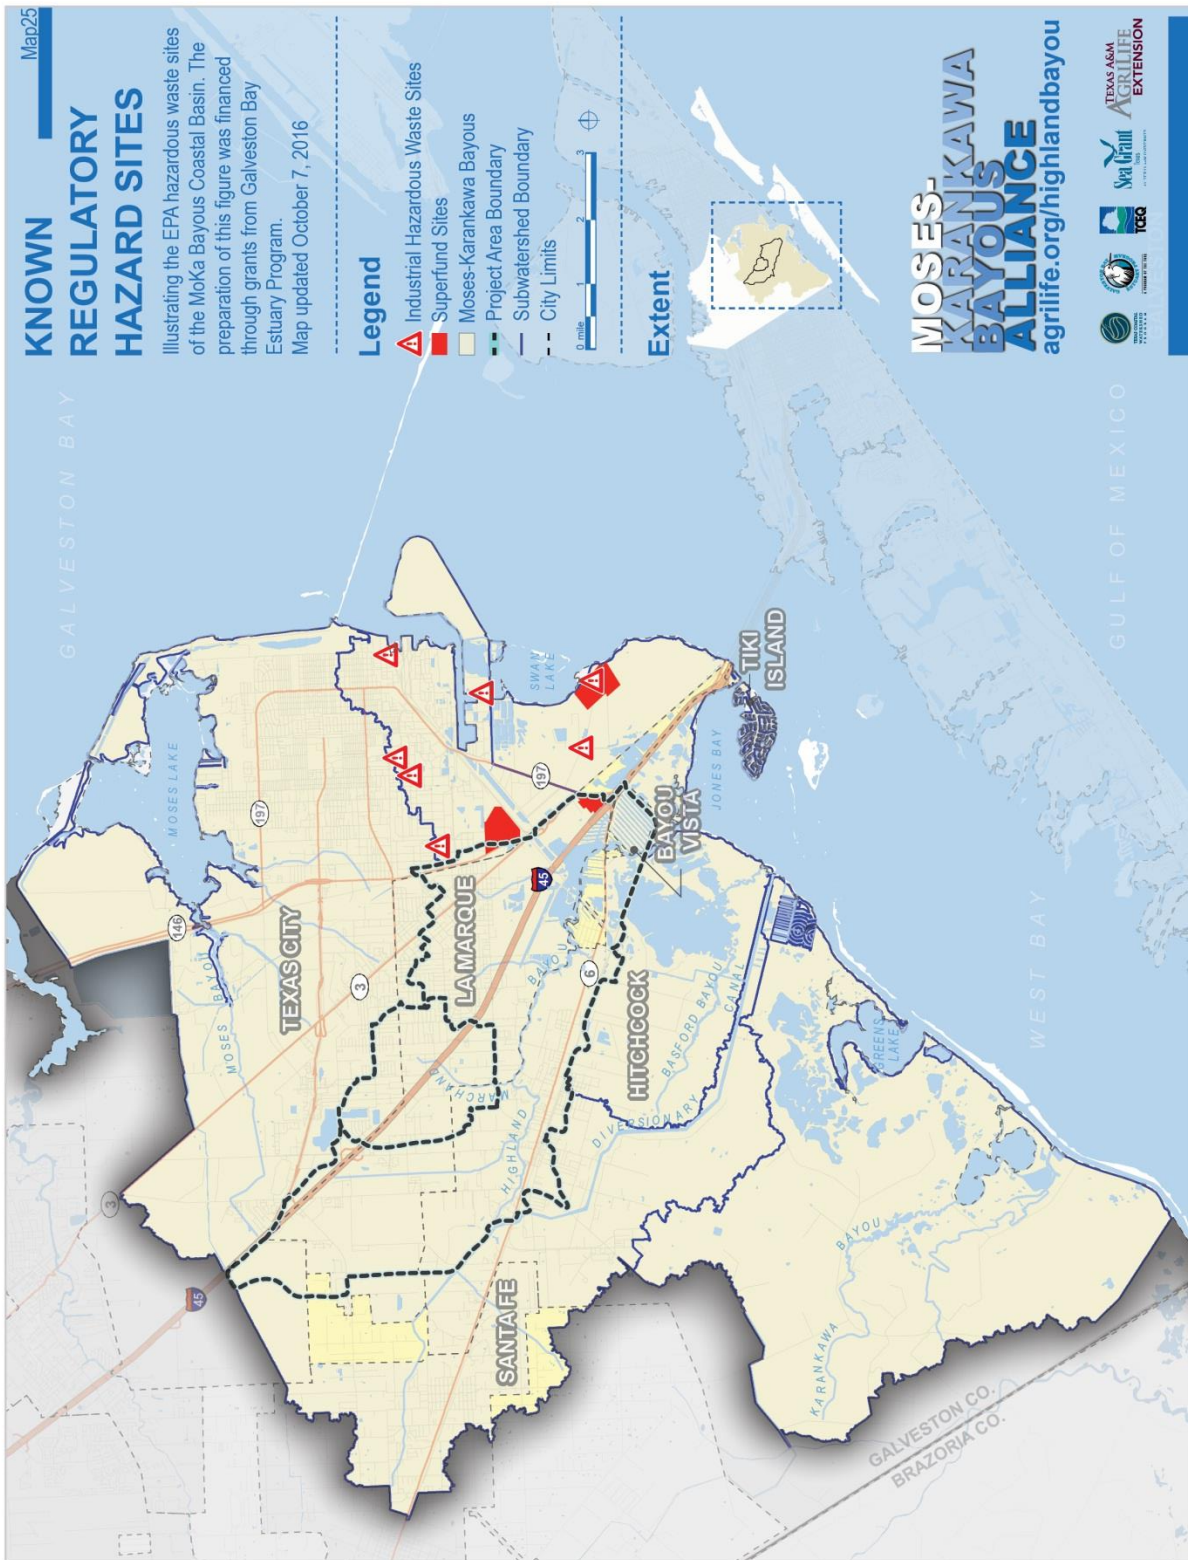 Map25
KNOWN
REGULATORY
HAZARD SITES
Illustrating the EPA hazardous waste sites
of the MoKa Bayous Coastal Basin. The
preparation of this figure was financed
through grants from Galveston Bay
Estuary Program.
Map updated October 7, 2016
Legend
Industrial Hazardous Waste Sites
Superfund Sites
Moses-Karankawa Bayous
Project Area Boundary
Subwatershed Boundary
City Limits
0 mile 1 2 3
Extent
MOSES-
KARANKAWA
BAYOUS
ALLIANCE
agrilife.org/highlandbayou
TCEQ
Sea Grant
Texas
TEXAS A&M
AGRILIFE
EXTENSION
GALVESTON BAY
MOSES LAKE
146
197
MOSES BAYOU
TEXAS CITY
3
3
45
LA MARQUE
45
197
SWAN
LAKE
MARCHAND
BAYOU
HIGHLAND
BAYOU
VISTA
JONES BAY
TIKI
ISLAND
6
HITCHCOCK
BASFORD BAYOU
DIVERSIONARY
CANAL
SANTA FE
GREENS
LAKE
WEST BAY
GULF OF MEXICO
KARANKAWA
BAYOU
GALVESTON CO.
BRAZORIA CO.